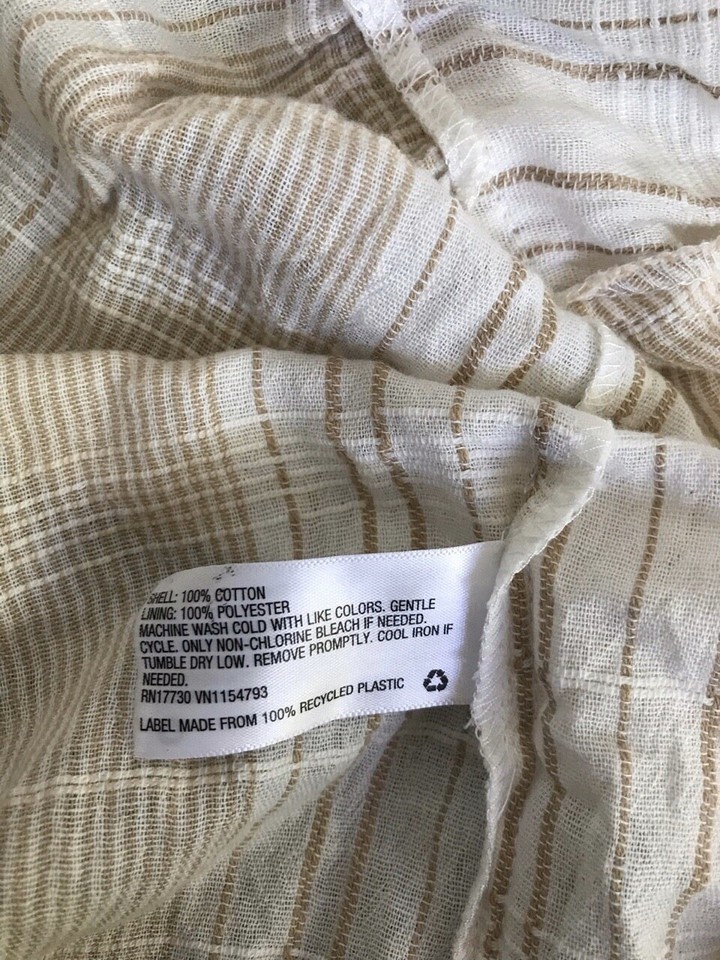 SHELL: 100% COTTON
LINING: 100% POLYESTER
MACHINE WASH COLD WITH LIKE COLORS. GENTLE
CYCLE. ONLY NON-CHLORINE BLEACH IF NEEDED.
TUMBLE DRY LOW. REMOVE PROMPTLY. COOL IRON IF
NEEDED.
RN17730 VN1154793
LABEL MADE FROM 100% RECYCLED PLASTIC